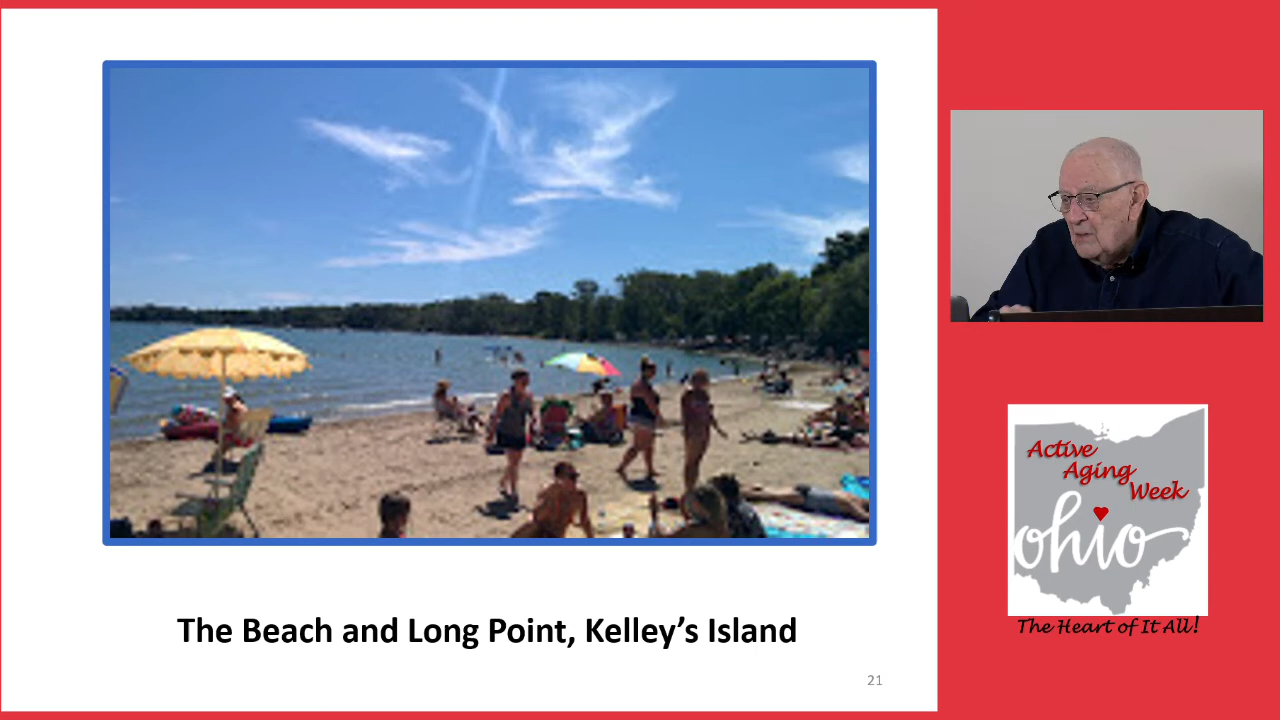 The Beach and Long Point, Kelley’s Island
21
Active
Aging
Week
ohio
The Heart of It All!